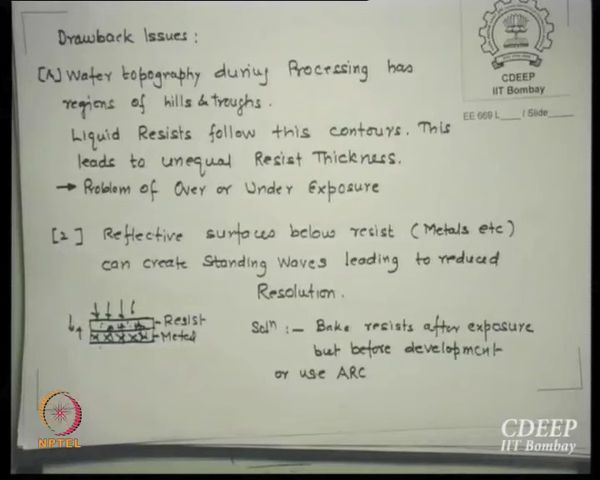 Drawback Issues :
[A] Wafer topography during Processing has
regions of hills & troughs.
Liquid Resists follow this contours. This
leads to unequal Resist Thickness.
→ Problem of Over or Under Exposure
[2] Reflective surfaces below resist (Metals etc)
can create Standing Waves leading to reduced
Resolution.
Resist
Metal
Solⁿ :- Bake resists after exposure
but before development
or use ARC
CDEEP
IIT Bombay
EE 669 L____ / Slide____
NPTEL
CDEEP
IIT Bombay